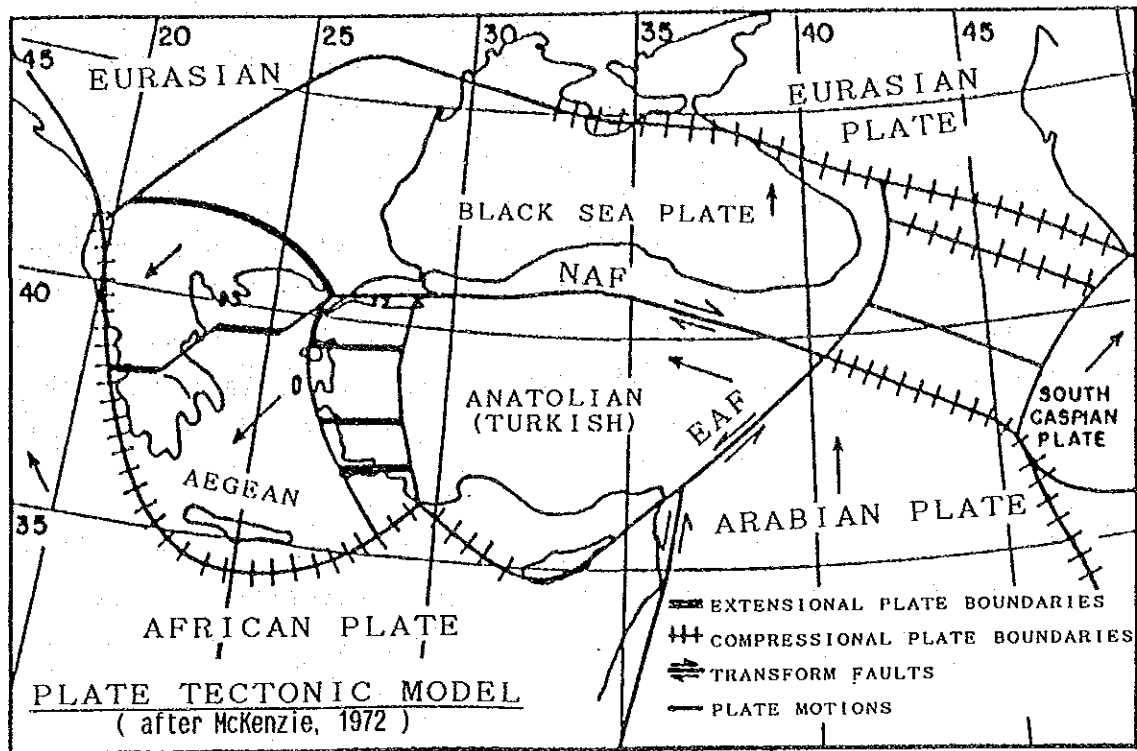 20 25 30 35 40 45
45
EURASIAN
EURASIAN
PLATE
BLACK SEA PLATE
NAF
40
ANATOLIAN
(TURKISH)
EAF
SOUTH
CASPIAN
PLATE
AEGEAN
35
ARABIAN PLATE
AFRICAN PLATE
EXTENSIONAL PLATE BOUNDARIES
COMPRESSIONAL PLATE BOUNDARIES
TRANSFORM FAULTS
PLATE MOTIONS
PLATE TECTONIC MODEL
( after McKenzie, 1972 )